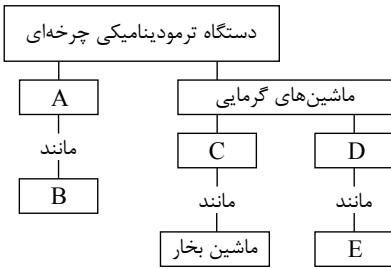 دستگاه ترمودینامیکی چرخه‌ای
A
ماشین‌های گرمایی
مانند
C
D
B
مانند
مانند
ماشین بخار
E